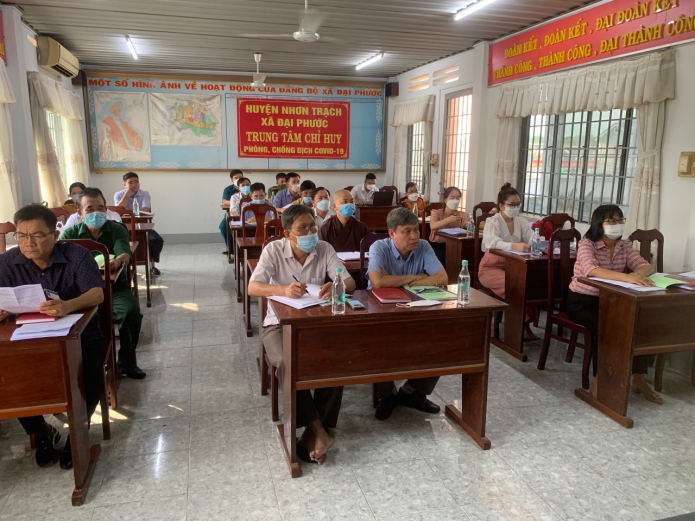 MỘT SỐ HÌNH ẢNH VỀ HOẠT ĐỘNG CỦA ĐẢNG BỘ XÃ ĐẠI PHƯỚC
HUYỆN NHƠN TRẠCH
XÃ ĐẠI PHƯỚC
TRUNG TÂM CHỈ HUY
PHÒNG, CHỐNG DỊCH COVID-19
ĐOÀN KẾT , ĐOÀN KẾT, ĐẠI ĐOÀN KẾT
THÀNH CÔNG, THÀNH CÔNG, ĐẠI THÀNH CÔNG